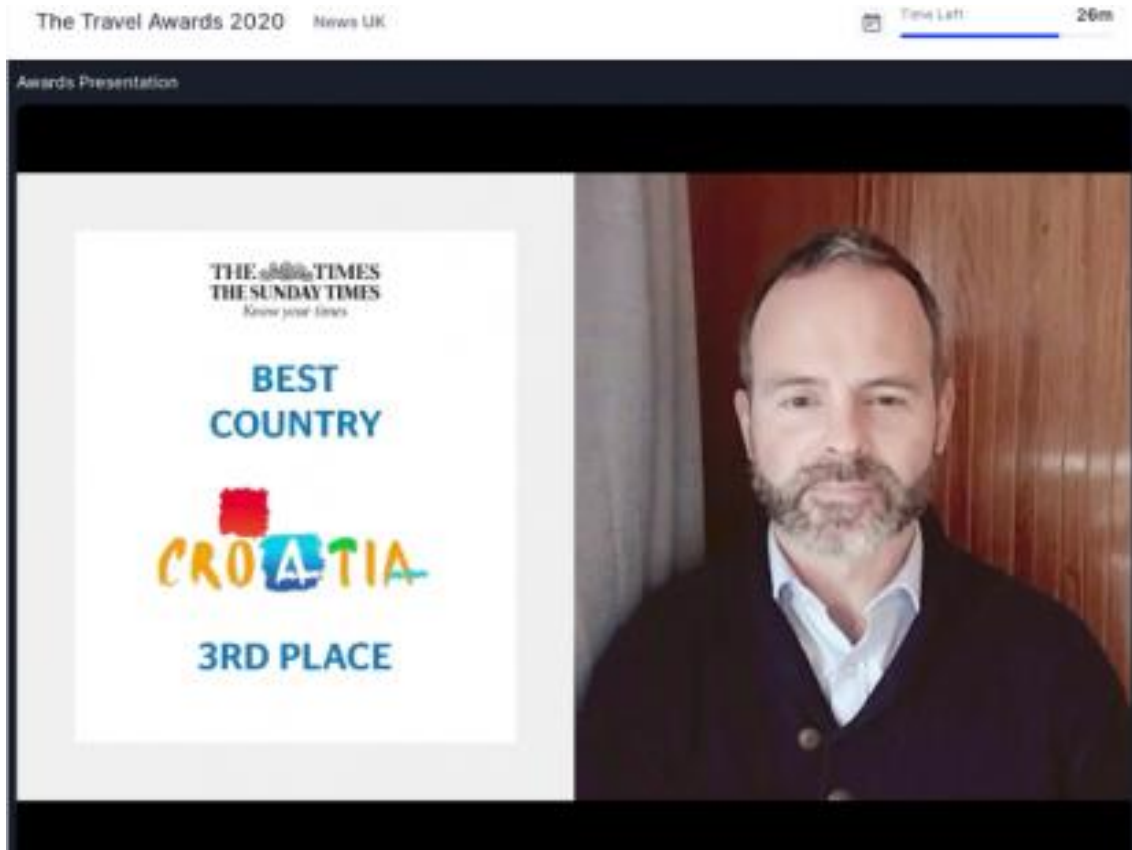 The Travel Awards 2020 News UK
Time Left 26m
Awards Presentation
THE TIMES
THE SUNDAY TIMES
Know your times
BEST
COUNTRY
CROATIA
3RD PLACE